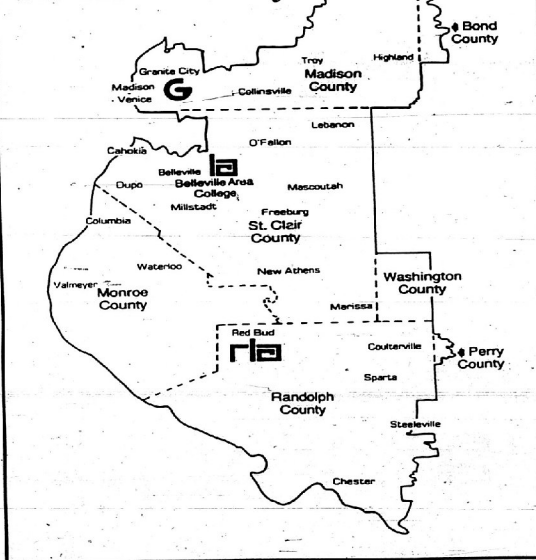 Bond
County
Troy
Highland
Granite City
Madison
County
Madison
G
Venice
Collinsville
Lebanon
O'Fallon
Cahokia
Belleville
Dupo
Belleville Area
College
Mascoutah
Millstadt
Freeburg
Columbia
St. Clair
County
Waterloo
New Athens
Washington
County
Valmeyer
Monroe
County
Marissa
Red Bud
Coulterville
Perry
County
Sparta
Randolph
County
Steeleville
Chester